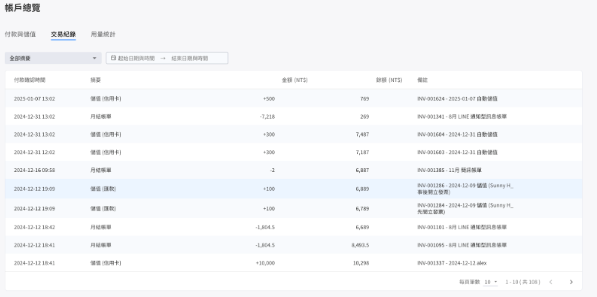 帳戶總覽
付款與儲值 交易紀錄 用量統計
全部摘要 起始日期與時間 → 結束日期與時間
付款確認時間 摘要 金額 (NT$) 餘額 (NT$) 備註
2025-01-07 13:02 儲值 (信用卡) +500 769 INV-001624 - 2025-01-07 自動儲值
2024-12-31 13:02 月結帳單 -7,218 269 INV-001341 - 8月 LINE 通知型訊息帳單
2024-12-31 13:02 儲值 (信用卡) +300 7,487 INV-001604 - 2024-12-31 自動儲值
2024-12-31 12:02 儲值 (信用卡) +300 7,187 INV-001603 - 2024-12-31 自動儲值
2024-12-16 09:58 月結帳單 -2 6,887 INV-001385 - 11月 簡訊帳單
2024-12-12 19:09 儲值 (匯款) +100 6,889 INV-001286 - 2024-12-09 儲值 (Sunny H_
事後開立發票)
2024-12-12 19:09 儲值 (匯款) +100 6,789 INV-001284 - 2024-12-09 儲值 (Sunny H_
先開立發票)
2024-12-12 18:42 月結帳單 -1,804.5 6,689 INV-001101 - 8月 LINE 通知型訊息帳單
2024-12-12 18:41 月結帳單 -1,804.5 8,493.5 INV-001095 - 8月 LINE 通知型訊息帳單
2024-12-12 18:41 儲值 (信用卡) +10,000 10,298 INV-001337 - 2024-12-12 alex
每頁筆數 10 1 - 10 ( 共 108 )